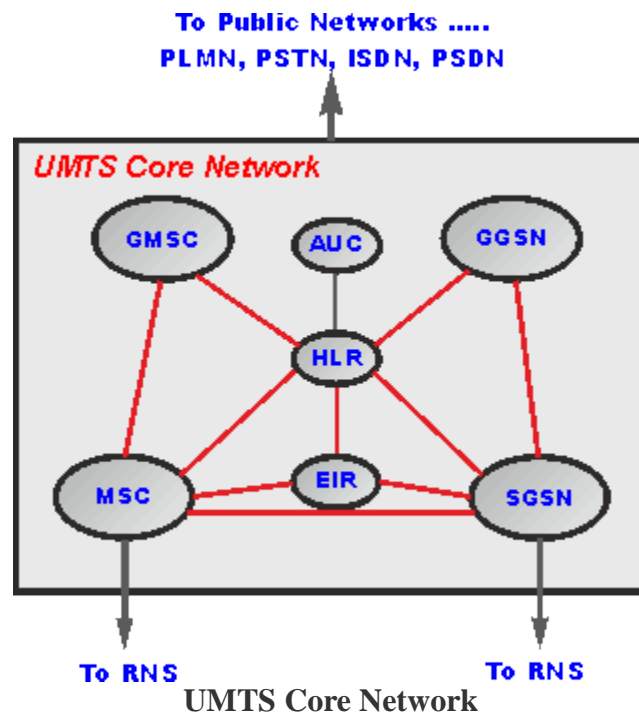 To Public Networks .....
PLMN, PSTN, ISDN, PSDN
UMTS Core Network
GMSC
AUC
GGSN
HLR
MSC
EIR
SGSN
To RNS
To RNS
UMTS Core Network